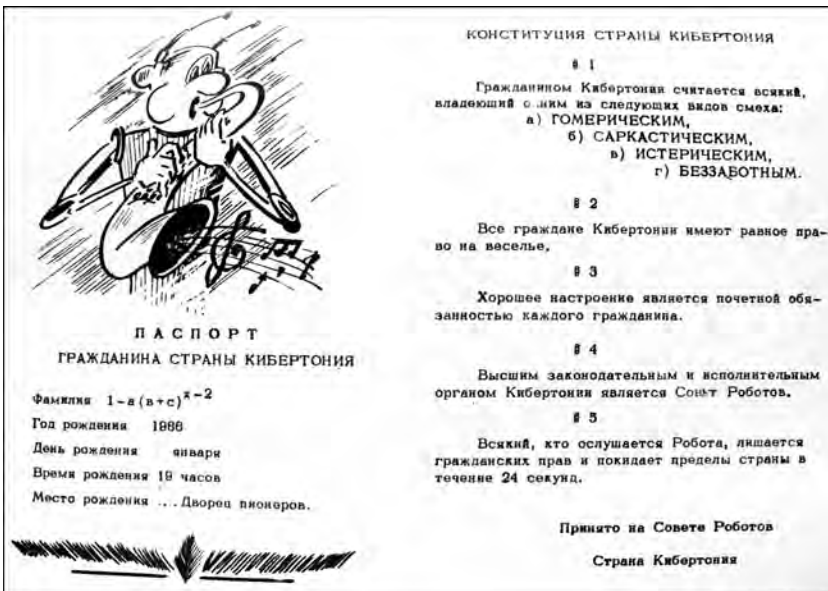 ПАСПОРТ
ГРАЖДАНИНА СТРАНЫ КИБЕРТОНИЯ
Фамилия 1-а(в+с)^x-2
Год рождения 1966
День рождения января
Время рождения 19 часов
Место рождения ... Дворец пионеров.
КОНСТИТУЦИЯ СТРАНЫ КИБЕРТОНИЯ
§ 1
Гражданином Кибертонии считается всякий,
владеющий одним из следующих видов смеха:
а) ГОМЕРИЧЕСКИМ,
б) САРКАСТИЧЕСКИМ,
в) ИСТЕРИЧЕСКИМ,
г) БЕЗЗАБОТНЫМ.
§ 2
Все граждане Кибертонии имеют равное пра-
во на веселье.
§ 3
Хорошее настроение является почетной обя-
занностью каждого гражданина.
§ 4
Высшим законодательным и исполнительным
органом Кибертонии является Совет Роботов.
§ 5
Всякий, кто ослушается Робота, лишается
гражданских прав и покидает пределы страны в
течение 24 секунд.
Принято на Совете Роботов
Страна Кибертония